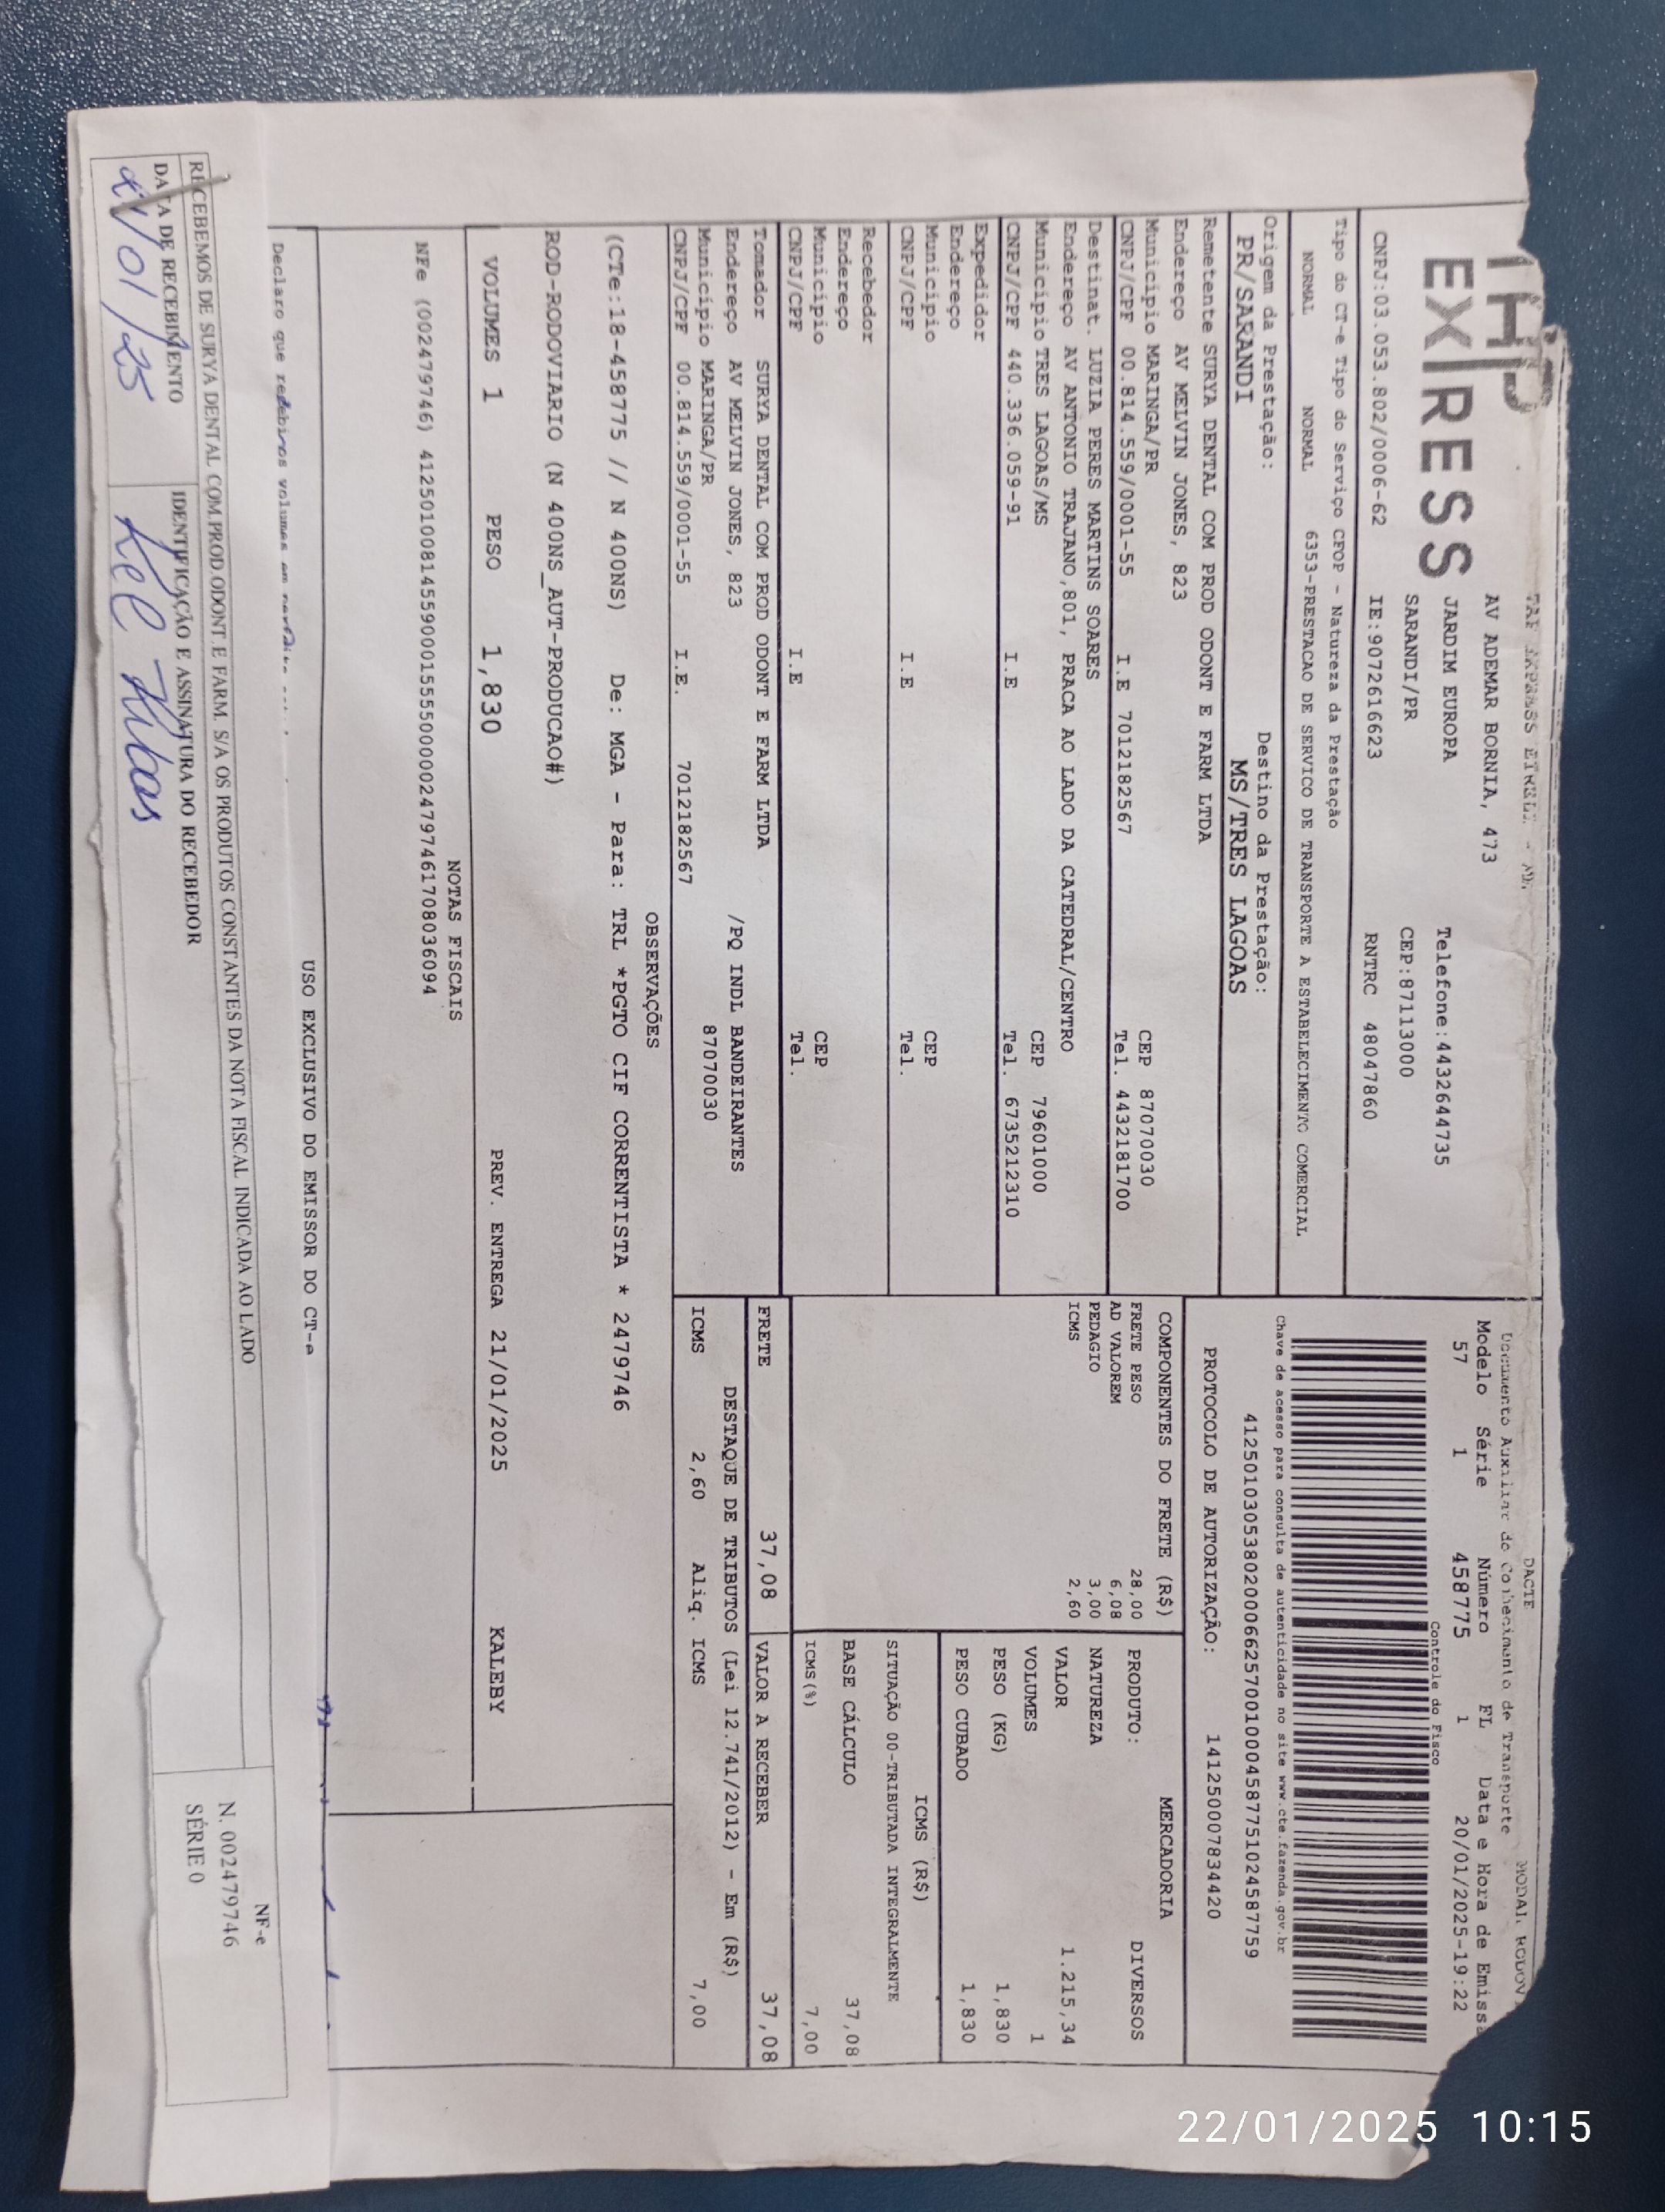 EXPRESS
AV ADEMAR BORNIA, 473
JARDIM EUROPA Telefone:4432644735
SARANDI/PR CEP:87113000
CNPJ:03.053.802/0006-62 IE:9072616623 RNTRC 48047860
Tipo do CT-e Tipo do Serviço CFOP - Natureza da Prestação
NORMAL NORMAL 6353-PRESTACAO DE SERVICO DE TRANSPORTE A ESTABELECIMENTO COMERCIAL
Origem da Prestação: Destino da Prestação:
PR/SARANDI MS/TRES LAGOAS
Remetente SURYA DENTAL COM PROD ODONT E FARM LTDA
Endereço AV MELVIN JONES, 823
Município MARINGA/PR CEP 87070030
CNPJ/CPF 00.814.559/0001-55 I.E 7012182567 Tel. 4432181700
Destinat. LUZIA PERES MARTINS SOARES
Endereço AV ANTONIO TRAJANO,801, PRACA AO LADO DA CATEDRAL/CENTRO
Município TRES LAGOAS/MS CEP 79601000
CNPJ/CPF 440.336.059-91 I.E Tel. 6735212310
Expedidor
Endereço
Município CEP
CNPJ/CPF I.E Tel.
Recebedor
Endereço
Município CEP
CNPJ/CPF I.E Tel.
Tomador SURYA DENTAL COM PROD ODONT E FARM LTDA
Endereço AV MELVIN JONES, 823 /PQ INDL BANDEIRANTES
Município MARINGA/PR 87070030
CNPJ/CPF 00.814.559/0001-55 I.E. 7012182567
DACTE
Documento Auxiliar do Conhecimento de Transporte
Modelo Série Número FL Data e Hora de Emiss
57 1 458775 1 20/01/2025-19:22
Controle do Fisco
Chave de acesso para consulta de autenticidade no site www.cte.fazenda.gov.br
41250103053802000662570010004587751024587759
PROTOCOLO DE AUTORIZAÇÃO: 141250007834420
COMPONENTES DO FRETE (R$)
FRETE PESO 28,00
AD VALOREM 6,08
PEDAGIO 3,00
ICMS 2,60
MERCADORIA
PRODUTO: DIVERSOS
NATUREZA
VALOR 1.215,34
VOLUMES 1
PESO (KG) 1,830
PESO CUBADO 1,830
ICMS (R$)
SITUAÇÃO 00-TRIBUTADA INTEGRALMENTE
BASE CÁLCULO 37,08
ICMS(%) 7,00
FRETE 37,08 VALOR A RECEBER 37,08
DESTAQUE DE TRIBUTOS (Lei 12.741/2012) - Em (R$)
ICMS 2,60 Aliq. ICMS 7,00
OBSERVAÇÕES
(CTe:18-458775 // N 400NS) De: MGA - Para: TRL *PGTO CIF CORRENTISTA * 2479746
ROD-RODOVIARIO (N 400NS_AUT-PRODUCAO#)
VOLUMES 1 PESO 1,830 PREV. ENTREGA 21/01/2025 KALEBY
NOTAS FISCAIS
NFe (002479746) 41250100814559000155550000024797461708036094
USO EXCLUSIVO DO EMISSOR DO CT-e
Declaro que recebimos volumes em
RECEBEMOS DE SURYA DENTAL COM.PROD.ODONT.E FARM. S/A OS PRODUTOS CONSTANTES DA NOTA FISCAL INDICADA AO LADO
DATA DE RECEBIMENTO IDENTIFICAÇÃO E ASSINATURA DO RECEBEDOR
/01/25
NF-e
N. 002479746
SÉRIE 0
22/01/2025 10:15